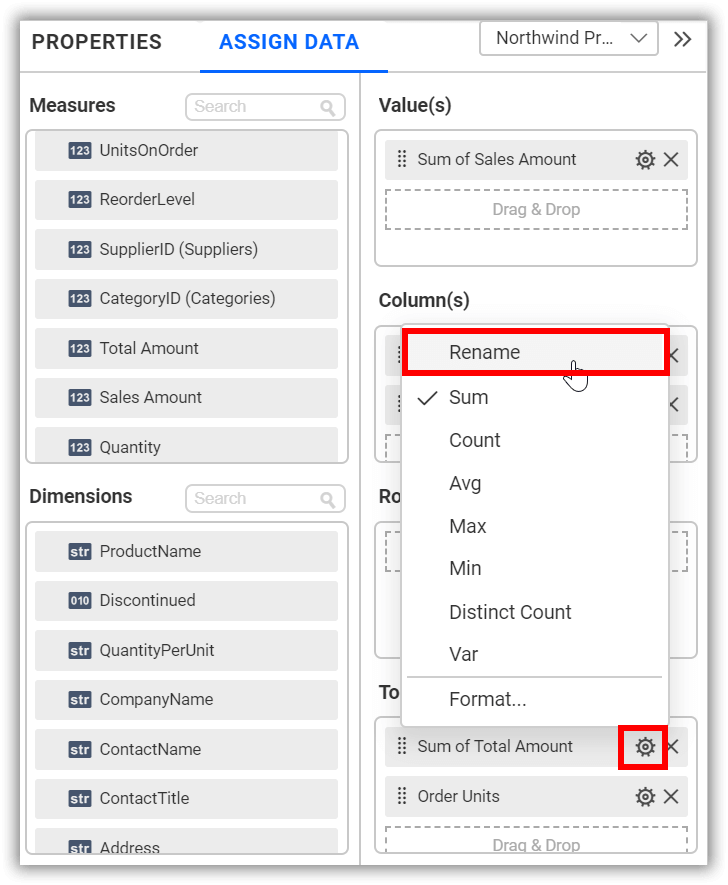 PROPERTIES
ASSIGN DATA
Northwind Pr...
Measures
Search
123 UnitsOnOrder
123 ReorderLevel
123 SupplierID (Suppliers)
123 CategoryID (Categories)
123 Total Amount
123 Sales Amount
123 Quantity
Dimensions
Search
str ProductName
010 Discontinued
str QuantityPerUnit
str CompanyName
str ContactName
str ContactTitle
str Address
Value(s)
Sum of Sales Amount
Drag & Drop
Column(s)
Rename
Sum
Count
Avg
Max
Min
Distinct Count
Var
Format...
Ro
To
Sum of Total Amount
Order Units
Drag & Drop